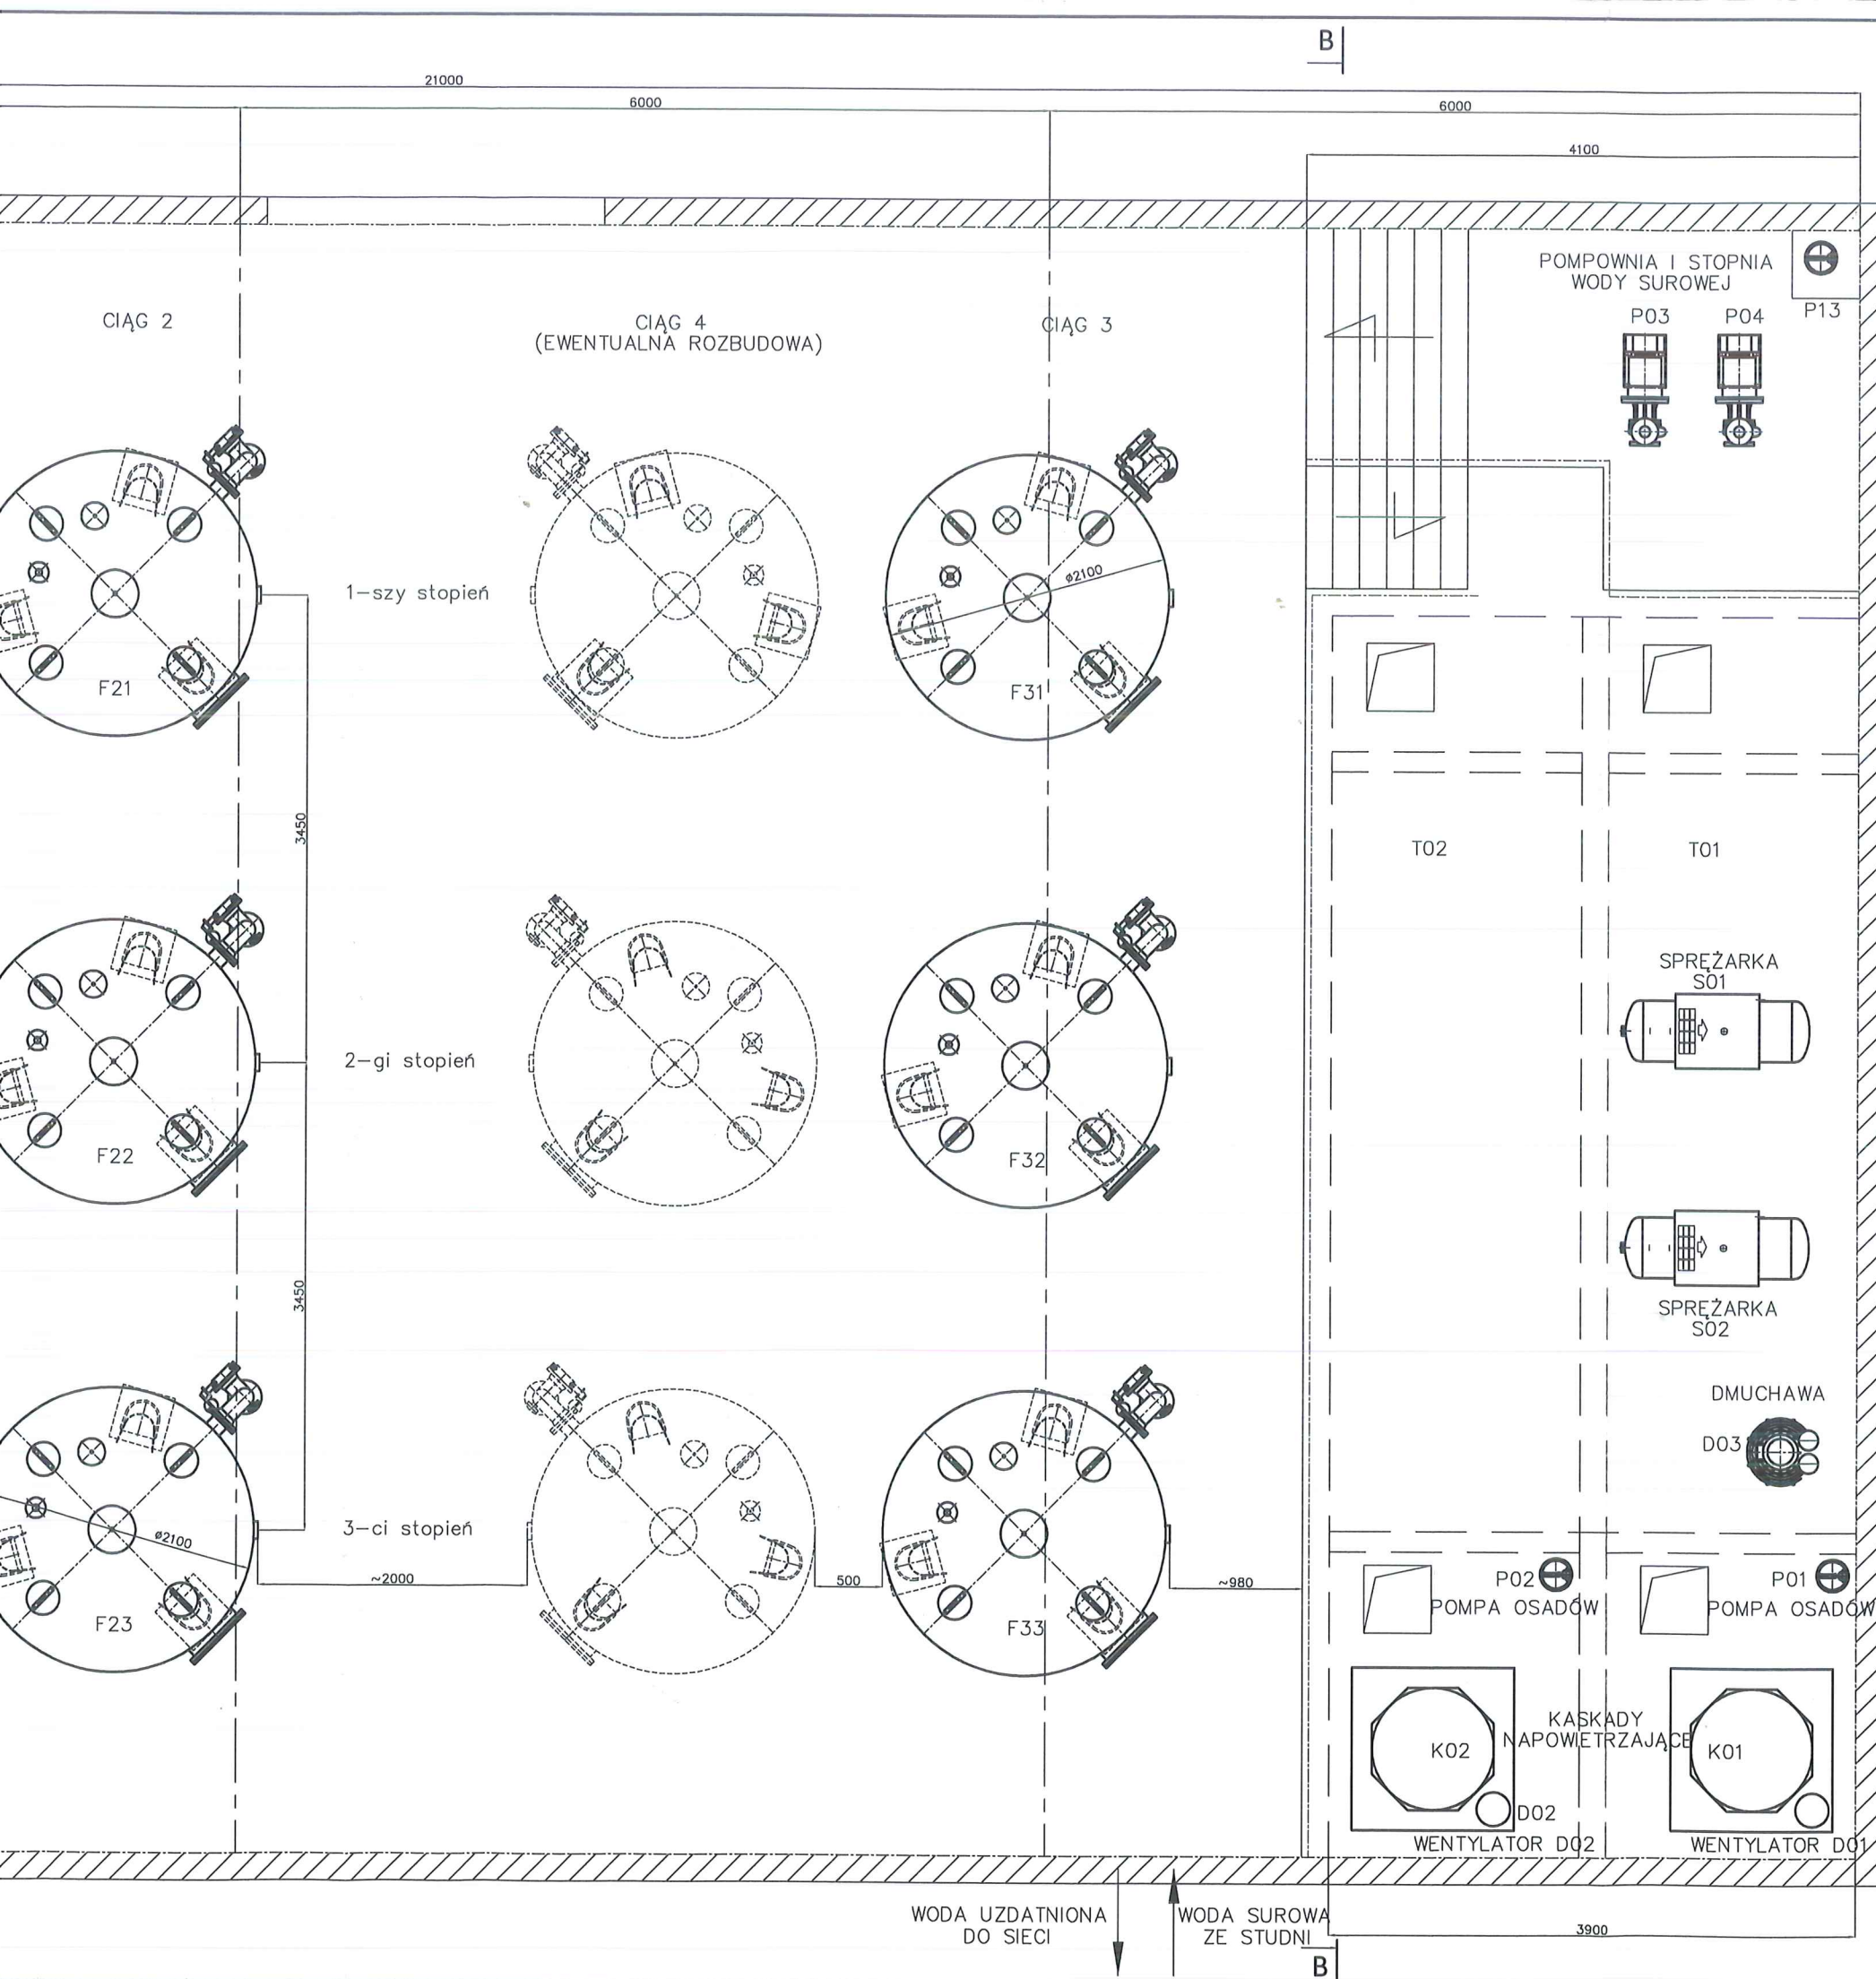 B
21000
6000
6000
4100
CIĄG 2
CIĄG 4
(EWENTUALNA ROZBUDOWA)
CIĄG 3
POMPOWNIA I STOPNIA
WODY SUROWEJ
P03
P04
P13
F21
1-szy stopień
ø2100
F31
3450
T02
T01
SPRĘŻARKA
S01
F22
2-gi stopień
F32
3450
SPRĘŻARKA
S02
DMUCHAWA
D03
ø2100
3-ci stopień
F23
~2000
500
F33
~980
P02
POMPA OSADÓW
P01
POMPA OSADÓW
KASKADY
NAPOWIETRZAJĄCE
K02
K01
D02
WENTYLATOR D02
WENTYLATOR D01
WODA UZDATNIONA
DO SIECI
WODA SUROWA
ZE STUDNI
3900
B